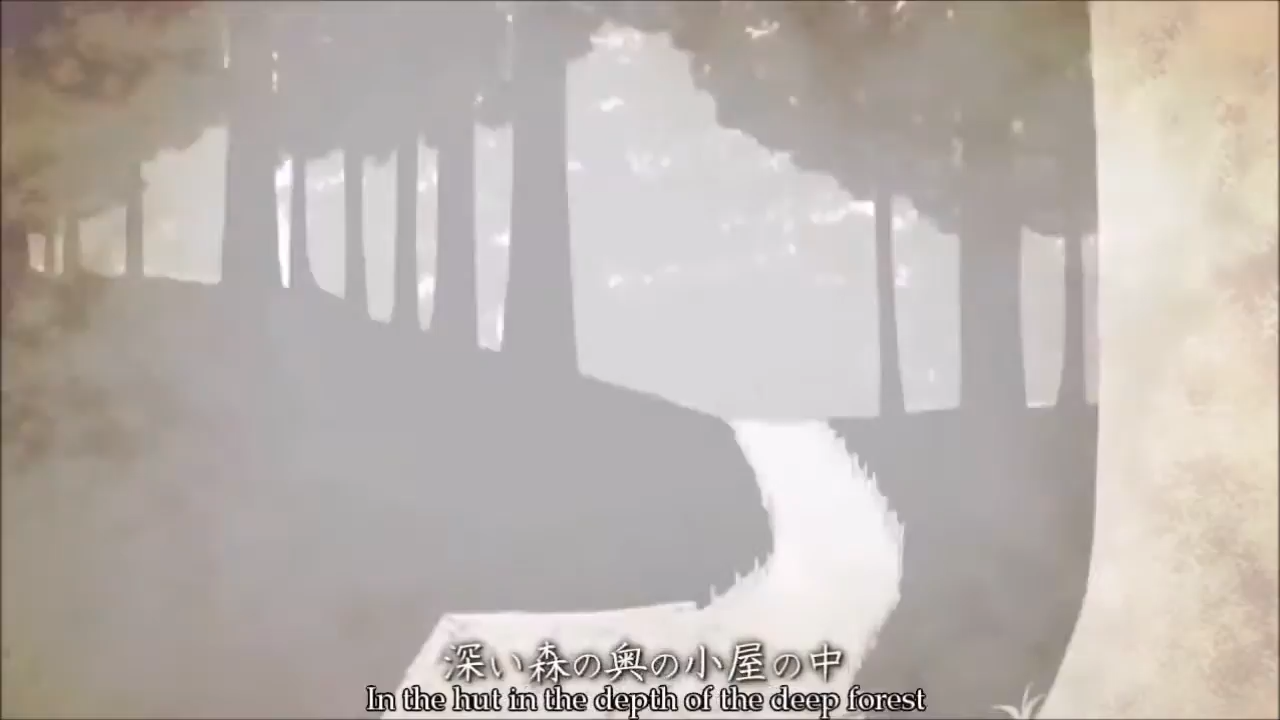 深い森の奥の小屋の中
In the hut in the depth of the deep forest